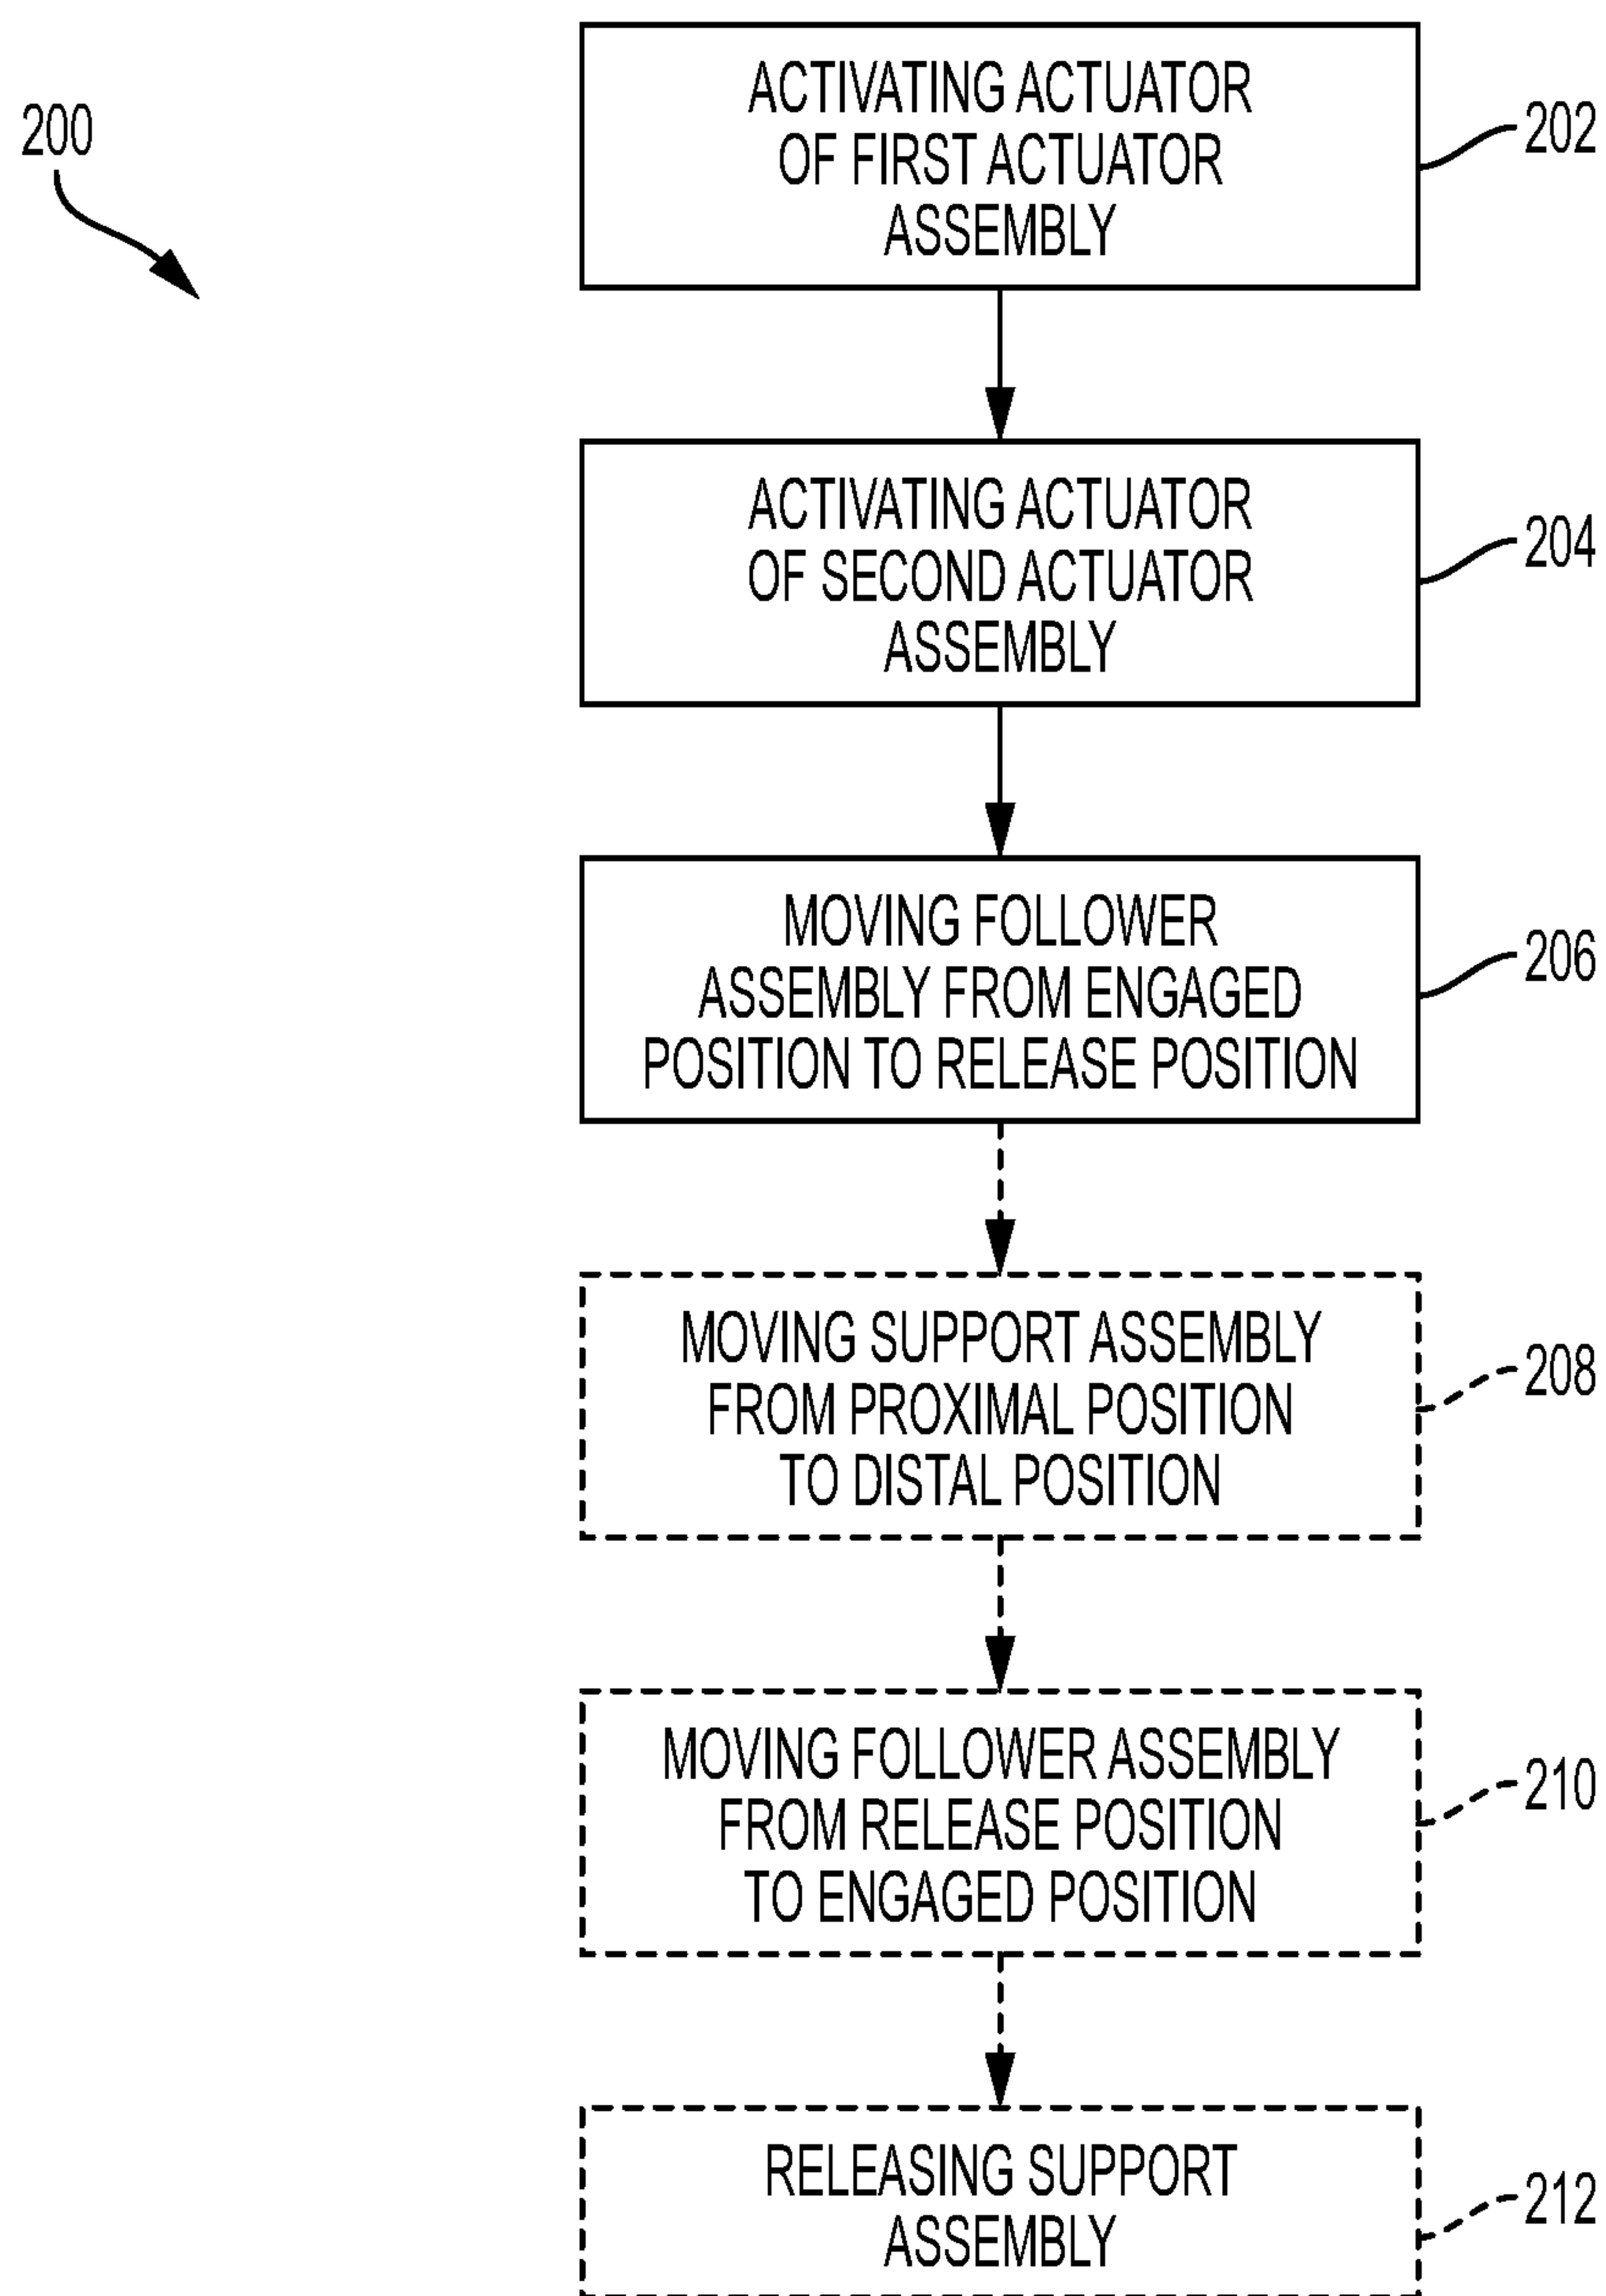 200
ACTIVATING ACTUATOR
OF FIRST ACTUATOR
ASSEMBLY
202
ACTIVATING ACTUATOR
OF SECOND ACTUATOR
ASSEMBLY
204
MOVING FOLLOWER
ASSEMBLY FROM ENGAGED
POSITION TO RELEASE POSITION
206
MOVING SUPPORT ASSEMBLY
FROM PROXIMAL POSITION
TO DISTAL POSITION
208
MOVING FOLLOWER ASSEMBLY
FROM RELEASE POSITION
TO ENGAGED POSITION
210
RELEASING SUPPORT
ASSEMBLY
212